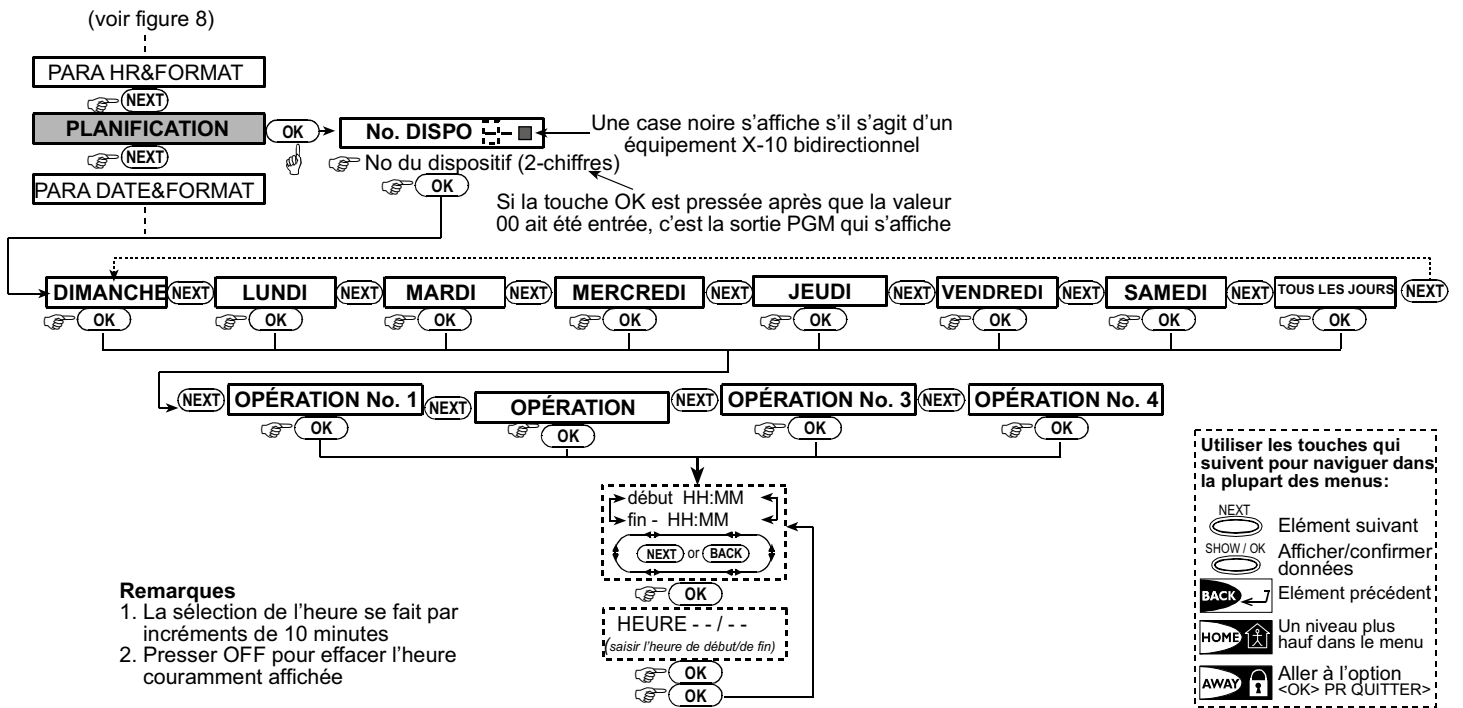 (voir figure 8)
PARA HR&FORMAT
NEXT
PLANIFICATION
OK
No. DISPO - - ■
Une case noire s'affiche s'il s'agit d'un
équipement X-10 bidirectionnel
NEXT
No du dispositif (2-chiffres)
PARA DATE&FORMAT
OK
Si la touche OK est pressée après que la valeur
00 ait été entrée, c'est la sortie PGM qui s'affiche
DIMANCHE NEXT LUNDI NEXT MARDI NEXT MERCREDI NEXT JEUDI NEXT VENDREDI NEXT SAMEDI NEXT TOUS LES JOURS NEXT
OK OK OK OK OK OK OK OK
NEXT OPÉRATION No. 1 NEXT OPÉRATION NEXT OPÉRATION No. 3 NEXT OPÉRATION No. 4
OK OK OK OK
début HH:MM
fin - HH:MM
NEXT or BACK
OK
HEURE - - / - -
(saisir l'heure de début/de fin)
OK
OK
Remarques
1. La sélection de l'heure se fait par
incréments de 10 minutes
2. Presser OFF pour effacer l'heure
couramment affichée
Utiliser les touches qui
suivent pour naviguer dans
la plupart des menus:
NEXT
Elément suivant
SHOW / OK
Afficher/confirmer
données
BACK
Elément précédent
HOME
Un niveau plus
hauf dans le menu
AWAY
Aller à l'option
<OK> PR QUITTER>